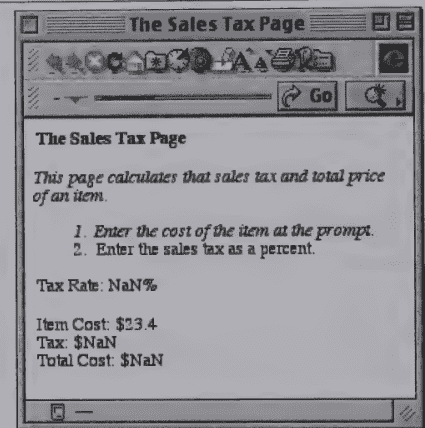 The Sales Tax Page
Go
The Sales Tax Page
This page calculates that sales tax and total price
of an item.
1. Enter the cost of the item at the prompt.
2. Enter the sales tax as a percent.
Tax Rate: NaN%
Item Cost: $23.4
Tax: $NaN
Total Cost: $NaN